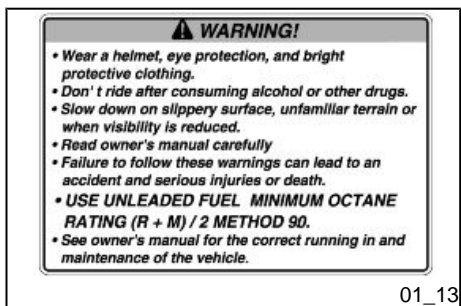 WARNING!
• Wear a helmet, eye protection, and bright
protective clothing.
• Don't ride after consuming alcohol or other drugs.
• Slow down on slippery surface, unfamiliar terrain or
when visibility is reduced.
• Read owner's manual carefully
• Failure to follow these warnings can lead to an
accident and serious injuries or death.
• USE UNLEADED FUEL MINIMUM OCTANE
RATING (R + M) / 2 METHOD 90.
• See owner's manual for the correct running in and
maintenance of the vehicle.
01_13